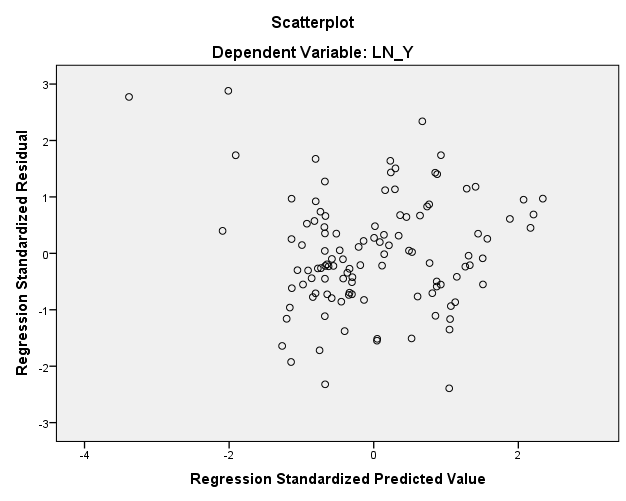 Scatterplot
Dependent Variable: LN_Y
Regression Standardized Residual
3
2
1
0
-1
-2
-3
-4
-2
0
2
Regression Standardized Predicted Value